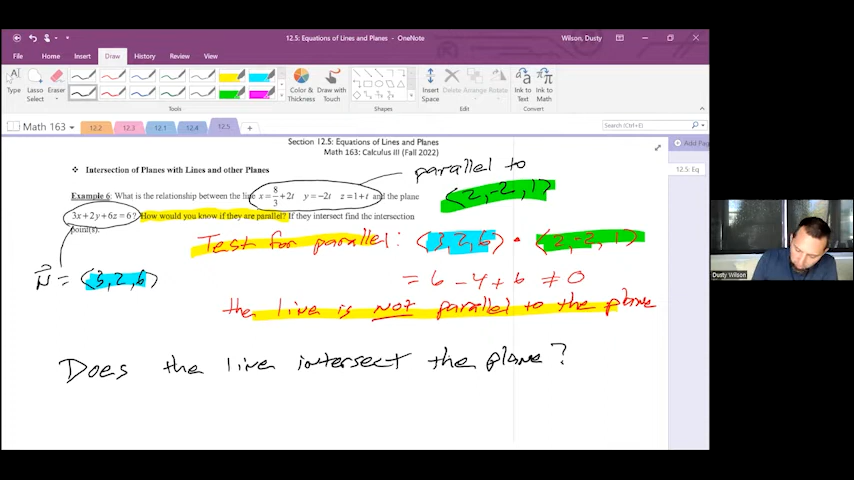 12.5: Equations of Lines and Planes - OneNote
Wilson, Dusty
File Home Insert Draw History Review View
Type
Lasso Select
Eraser
Color & Thickness
Draw with Touch
Insert Space
Delete
Arrange
Ink to Text
Ink to Math
Tools
Shapes
Edit
Convert
Math 163
12.2 12.3 12.1 12.4 12.5 +
Search (Ctrl+E)
Add Page
12.5: Eq
Section 12.5: Equations of Lines and Planes
Math 163: Calculus III (Fall 2022)
❖ Intersection of Planes with Lines and other Planes
parallel to
⟨2,-2,1⟩
Example 6: What is the relationship between the line x = 8/3 + 2t y = -2t z = 1 + t and the plane
3x + 2y + 6z = 6? How would you know if they are parallel? If they intersect find the intersection
point(s).
Test for parallel: ⟨3,2,6⟩ • ⟨2,-2,1⟩
N = ⟨3,2,6⟩
= 6 - 4 + 6 ≠ 0
the line is NOT parallel to the plane
Does the line intersect the plane?
Dusty Wilson